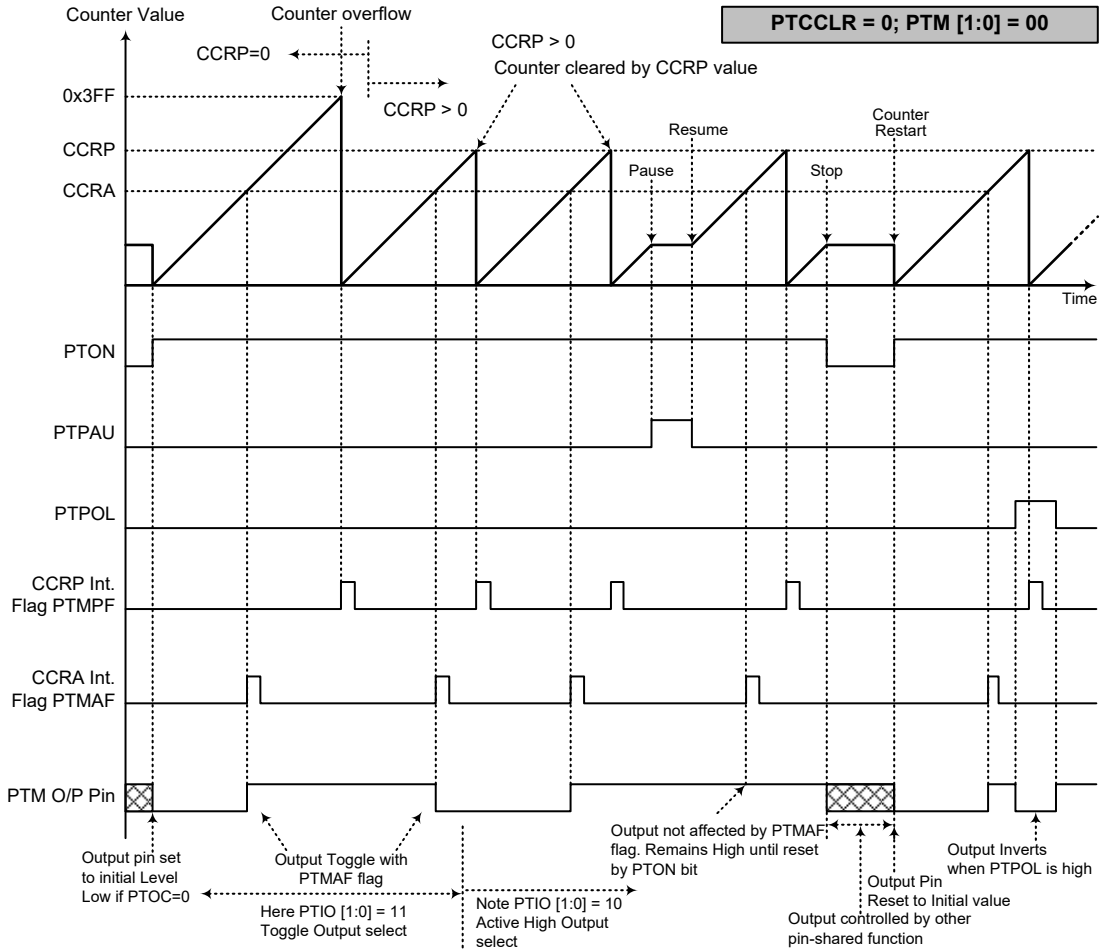 Counter Value
Counter overflow
PTCCLR = 0; PTM [1:0] = 00
CCRP=0
CCRP > 0
CCRP > 0
Counter cleared by CCRP value
0x3FF
CCRP
CCRA
Pause
Resume
Stop
Counter
Restart
Time
PTON
PTPAU
PTPOL
CCRP Int.
Flag PTMPF
CCRA Int.
Flag PTMAF
PTM O/P Pin
Output pin set
to initial Level
Low if PTOC=0
Output Toggle with
PTMAF flag
Here PTIO [1:0] = 11
Toggle Output select
Note PTIO [1:0] = 10
Active High Output
select
Output not affected by PTMAF
flag. Remains High until reset
by PTON bit
Output controlled by other
pin-shared function
Output Pin
Reset to Initial value
Output Inverts
when PTPOL is high